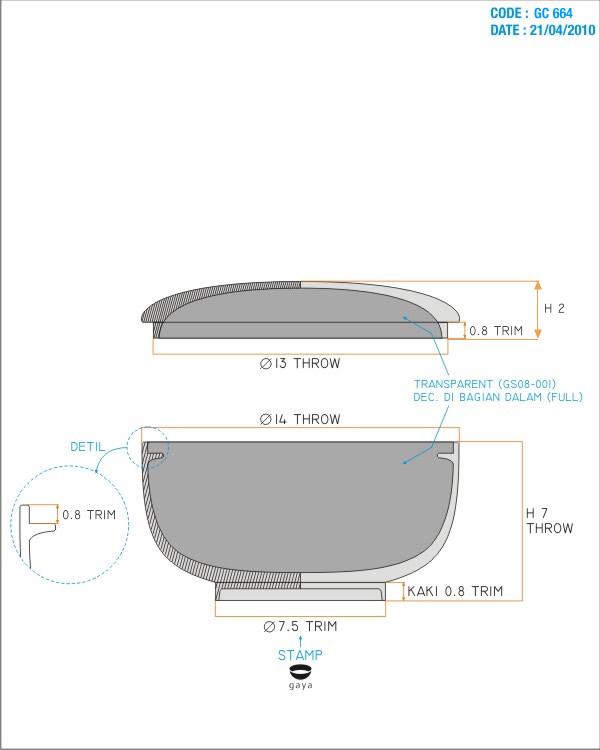 CODE : GC 664
DATE : 21/04/2010
H 2
0.8 TRIM
Ø 13 THROW
TRANSPARENT (GS08-001)
DEC. DI BAGIAN DALAM (FULL)
Ø 14 THROW
DETIL
0.8 TRIM
H 7
THROW
KAKI 0.8 TRIM
Ø 7.5 TRIM
STAMP
gaya